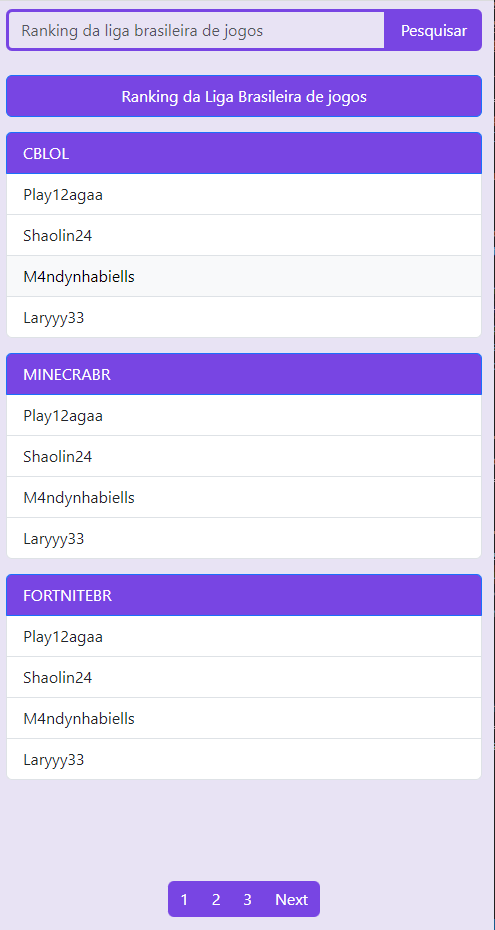 Ranking da liga brasileira de jogos Pesquisar
Ranking da Liga Brasileira de jogos
CBLOL
Play12agaa
Shaolin24
M4ndynhabiells
Laryyy33
MINECRABR
Play12agaa
Shaolin24
M4ndynhabiells
Laryyy33
FORTNITEBR
Play12agaa
Shaolin24
M4ndynhabiells
Laryyy33
1 2 3 Next